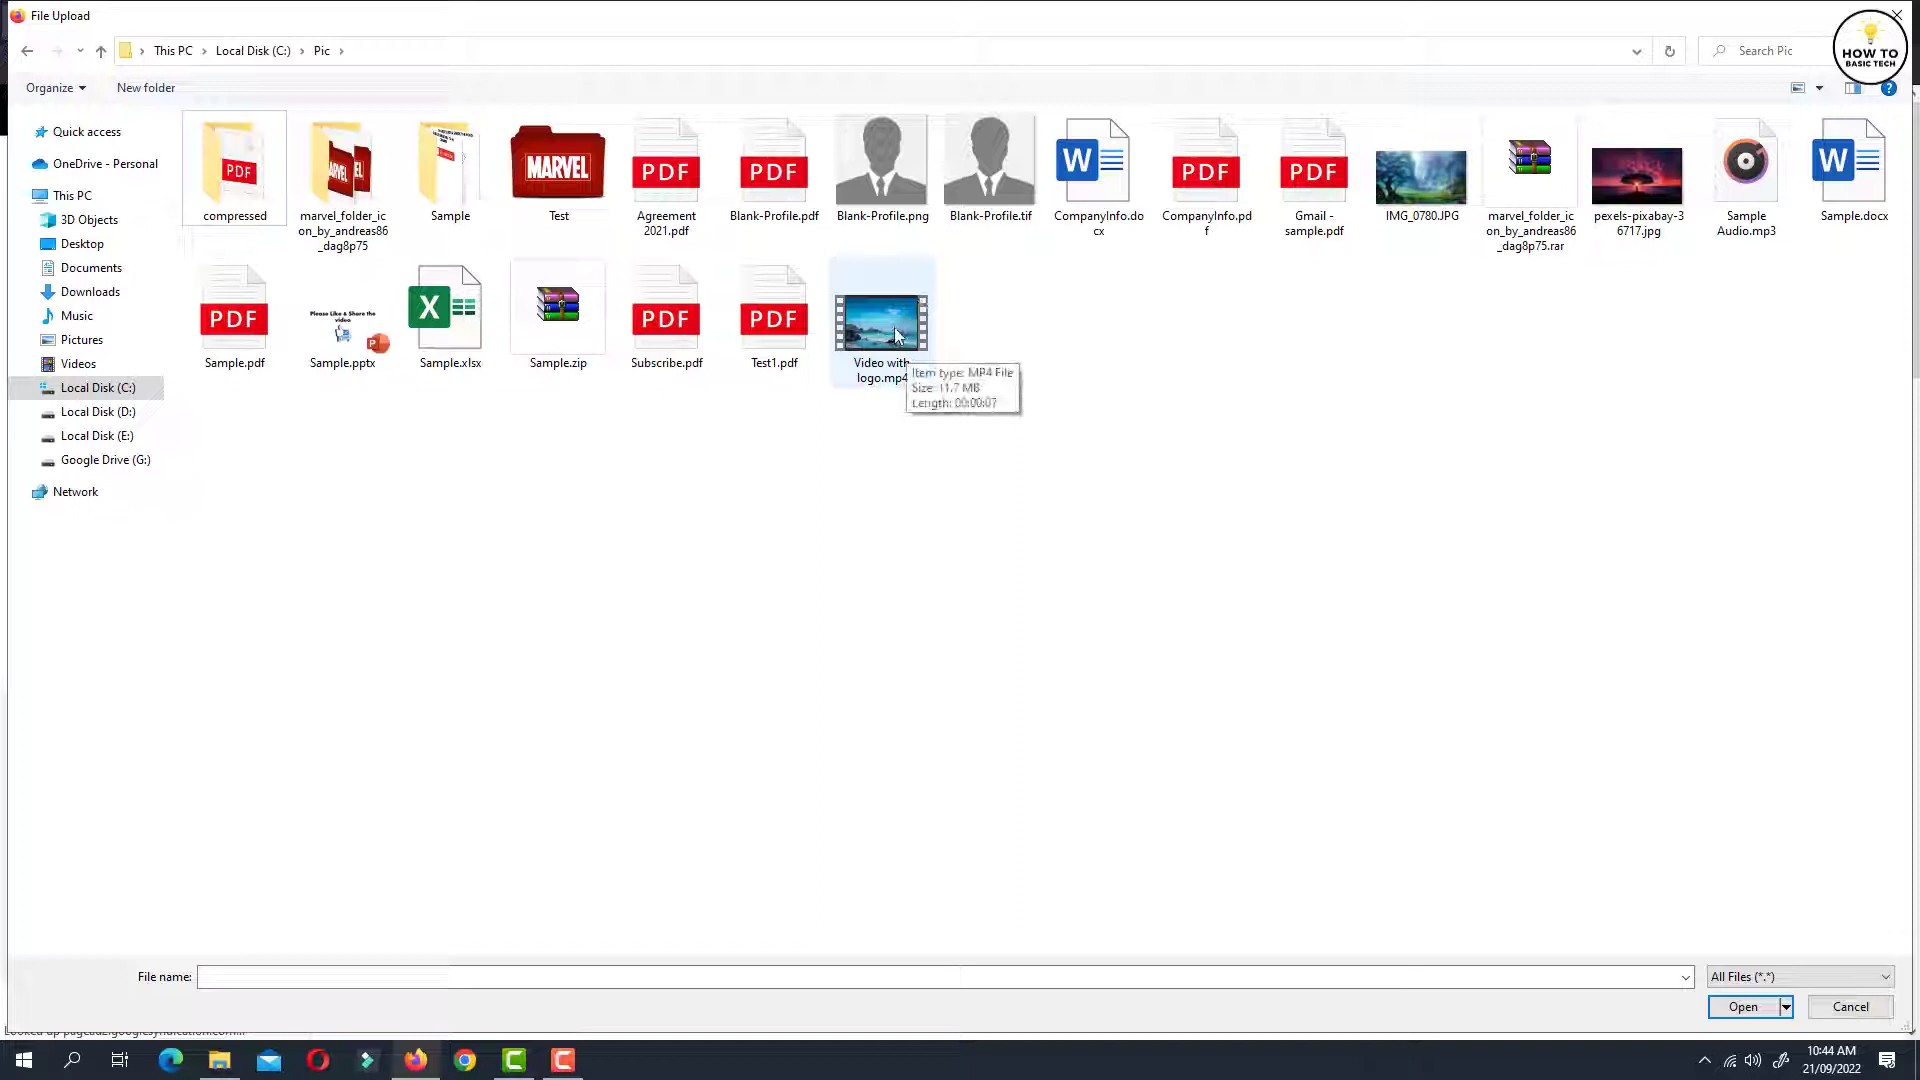 File Upload
This PC
Local Disk (C:)
Pic
Search Pic
HOW TO
BASIC TECH
Organize
New folder
?
Quick access
OneDrive - Personal
This PC
3D Objects
Desktop
Documents
Downloads
Music
Pictures
Videos
Local Disk (C:)
Local Disk (D:)
Local Disk (E:)
Google Drive (G:)
Network
PDF
compressed
MARVEL
marvel_folder_ic
on_by_andreas86
_dag8p75
Sample
MARVEL
Test
PDF
Agreement
2021.pdf
PDF
Blank-Profile.pdf
Blank-Profile.png
Blank-Profile.tif
W
CompanyInfo.do
cx
PDF
CompanyInfo.pd
f
PDF
Gmail -
sample.pdf
IMG_0780.JPG
marvel_folder_ic
on_by_andreas86
_dag8p75.rar
pexels-pixabay-3
6717.jpg
Sample
Audio.mp3
W
Sample.docx
PDF
Sample.pdf
Please Like & Share the
video
P
Sample.pptx
X
Sample.xlsx
Sample.zip
PDF
Subscribe.pdf
PDF
Test1.pdf
Video with
logo.mp4
Item type: MP4 File
Size: 11.7 MB
Length: 00:00:07
File name:
All Files (*.*)
Open
Cancel
10:44 AM
21/09/2022